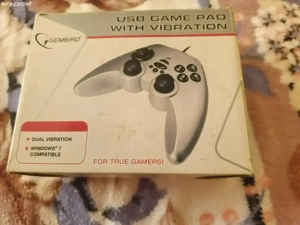 USB GAME PAD
WITH VIBRATION
GEMBIRD
DUAL VIBRATION
WINDOWS® 7
COMPATIBLE
FOR TRUE GAMERS!